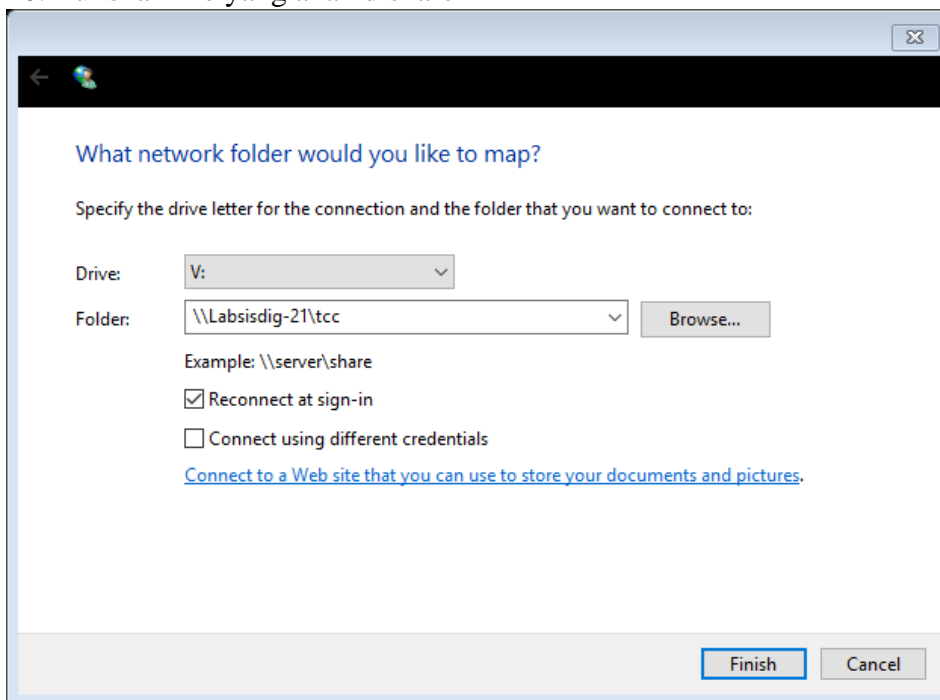 What network folder would you like to map?
Specify the drive letter for the connection and the folder that you want to connect to:
Drive: V:
Folder: \\Labsisdig-21\tcc Browse...
Example: \\server\share
Reconnect at sign-in
Connect using different credentials
Connect to a Web site that you can use to store your documents and pictures.
Finish Cancel